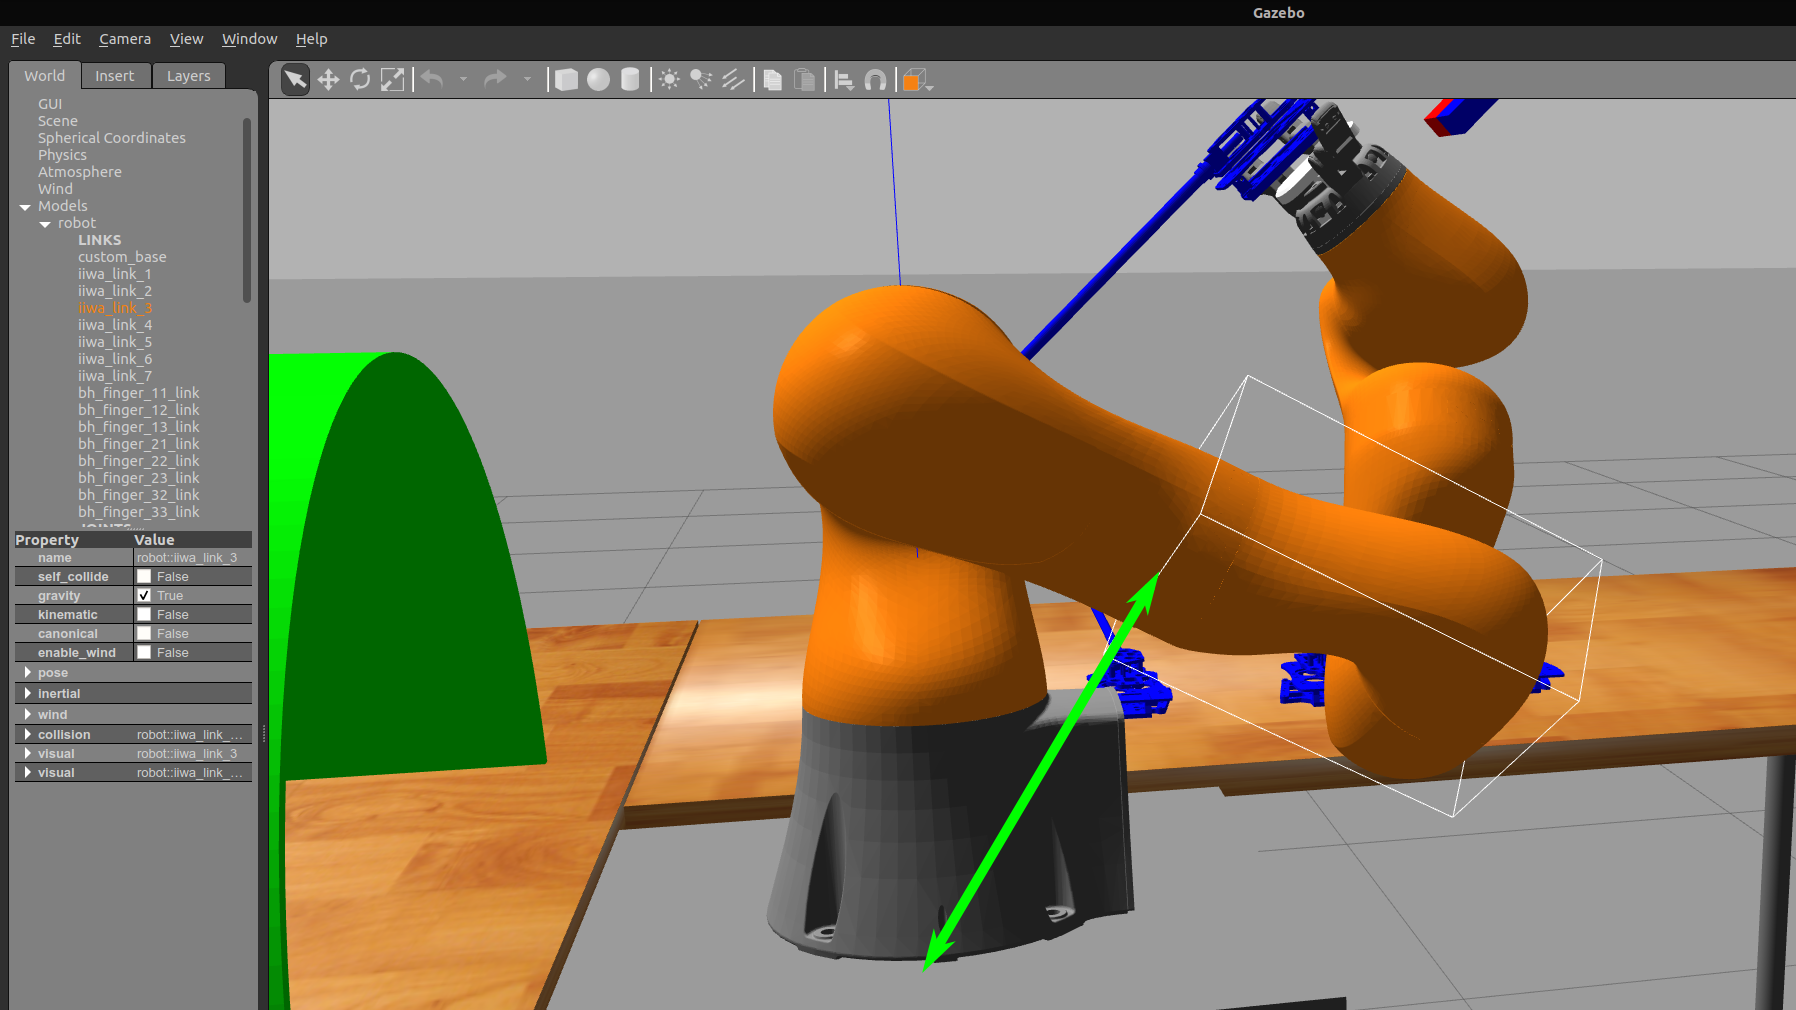 Gazebo
File Edit Camera View Window Help
World Insert Layers
GUI
Scene
Spherical Coordinates
Physics
Atmosphere
Wind
Models
robot
LINKS
custom_base
iiwa_link_1
iiwa_link_2
iiwa_link_3
iiwa_link_4
iiwa_link_5
iiwa_link_6
iiwa_link_7
bh_finger_11_link
bh_finger_12_link
bh_finger_13_link
bh_finger_21_link
bh_finger_22_link
bh_finger_23_link
bh_finger_32_link
bh_finger_33_link
JOINTS
Property Value
name robot::iiwa_link_3
self_collide False
gravity True
kinematic False
canonical False
enable_wind False
pose
inertial
wind
collision robot::iiwa_link_...
visual robot::iiwa_link_3
visual robot::iiwa_link_...